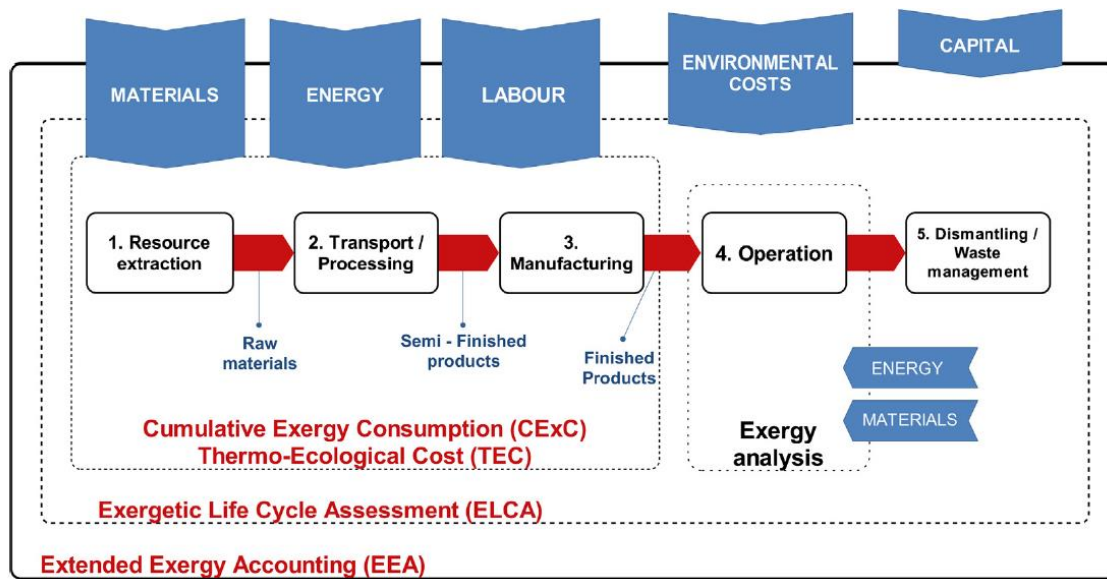 MATERIALS
ENERGY
LABOUR
ENVIRONMENTAL
COSTS
CAPITAL
1. Resource
extraction
2. Transport /
Processing
3.
Manufacturing
4. Operation
5. Dismantling /
Waste
management
Raw
materials
Semi - Finished
products
Finished
Products
ENERGY
MATERIALS
Cumulative Exergy Consumption (CExC)
Thermo-Ecological Cost (TEC)
Exergy
analysis
Exergetic Life Cycle Assessment (ELCA)
Extended Exergy Accounting (EEA)